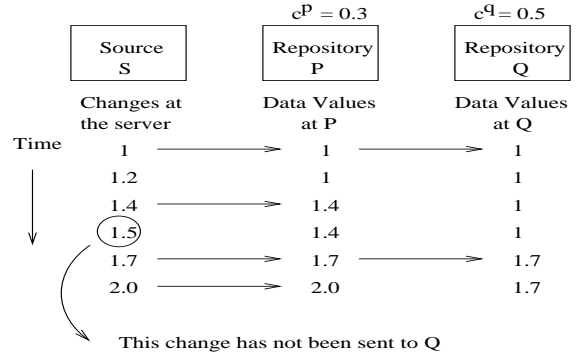 c^p = 0.3 c^q = 0.5
Source Repository Repository
S P Q
Changes at Data Values Data Values
the server at P at Q
Time
1 1 1
1.2 1 1
1.4 1.4 1
1.5 1.4 1
1.7 1.7 1.7
2.0 2.0 1.7
This change has not been sent to Q